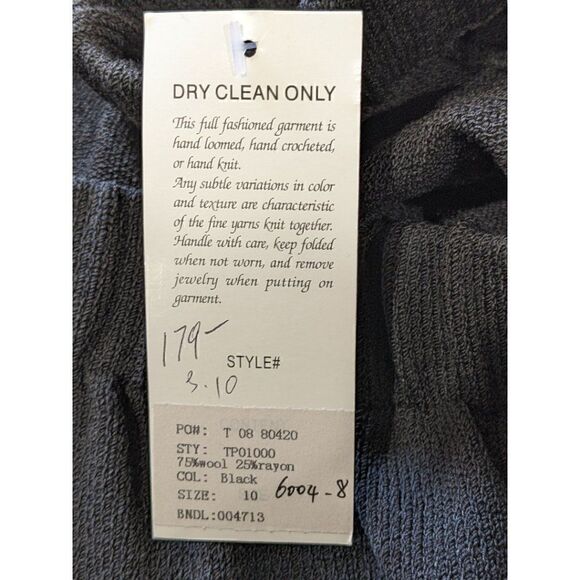 DRY CLEAN ONLY
This full fashioned garment is
hand loomed, hand crocheted,
or hand knit.
Any subtle variations in color
and texture are characteristic
of the fine yarns knit together.
Handle with care, keep folded
when not worn, and remove
jewelry when putting on
garment.
179-
STYLE#
3.10
PO#: T 08 80420
STY: TP01000
75%wool 25%rayon
COL: Black
SIZE: 10 6004-8
BNDL:004713